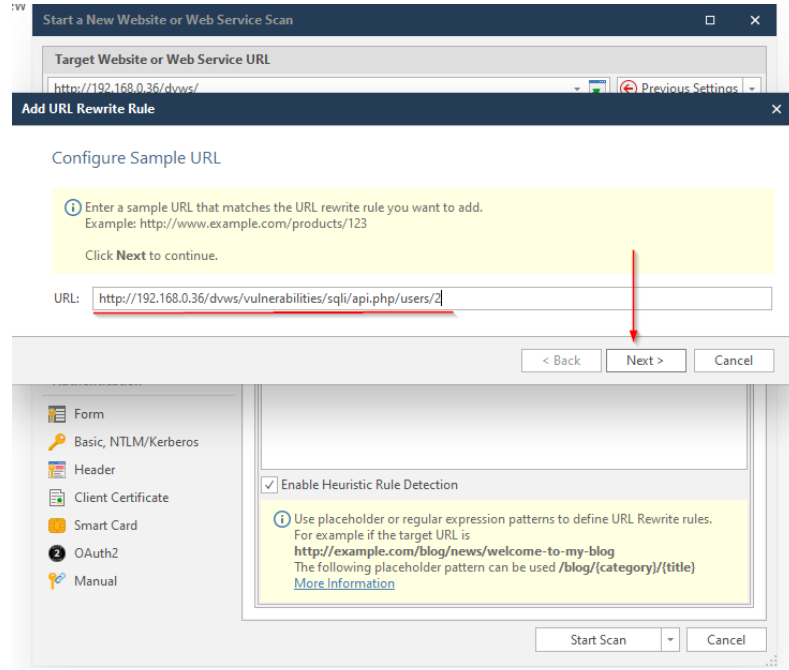 Start a New Website or Web Service Scan
Target Website or Web Service URL
http://192.168.0.36/dvws/
Previous Settings
Add URL Rewrite Rule
Configure Sample URL
Enter a sample URL that matches the URL rewrite rule you want to add.
Example: http://www.example.com/products/123
Click Next to continue.
URL: http://192.168.0.36/dvws/vulnerabilities/sqli/api.php/users/2
< Back Next > Cancel
Form
Basic, NTLM/Kerberos
Header
Client Certificate
Smart Card
2 OAuth2
Manual
Enable Heuristic Rule Detection
Use placeholder or regular expression patterns to define URL Rewrite rules.
For example if the target URL is
http://example.com/blog/news/welcome-to-my-blog
The following placeholder pattern can be used /blog/{category}/{title}
More Information
Start Scan Cancel